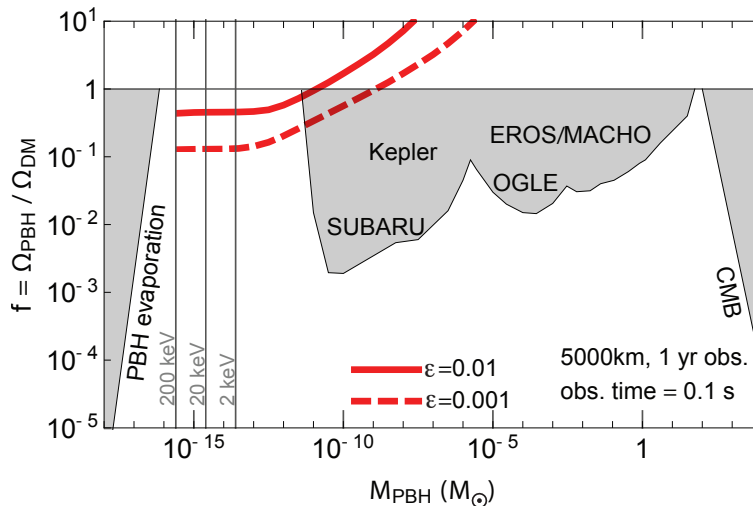 10^1
1
10^-1
10^-2
10^-3
10^-4
10^-5
f = Ω_PBH / Ω_DM
PBH evaporation
200 keV
20 keV
2 keV
Kepler
EROS/MACHO
OGLE
SUBARU
CMB
ε=0.01
ε=0.001
5000km, 1 yr obs.
obs. time = 0.1 s
10^-15
10^-10
10^-5
1
M_PBH (M_⊙)